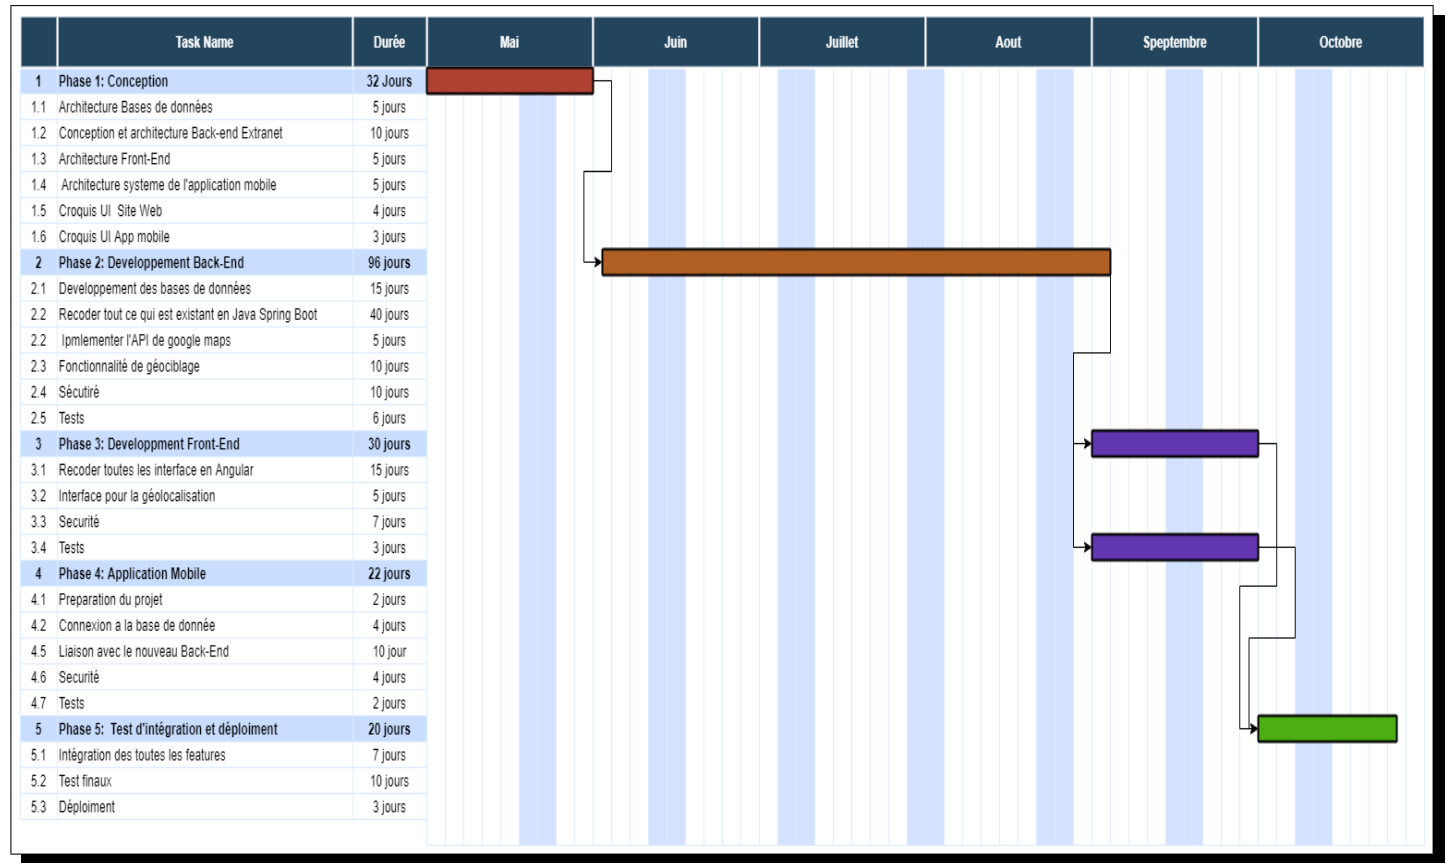 Task Name Durée Mai Juin Juillet Aout Speptembre Octobre
1 Phase 1: Conception 32 Jours
1.1 Architecture Bases de données 5 jours
1.2 Conception et architecture Back-end Extranet 10 jours
1.3 Architecture Front-End 5 jours
1.4 Architecture systeme de l'application mobile 5 jours
1.5 Croquis UI Site Web 4 jours
1.6 Croquis UI App mobile 3 jours
2 Phase 2: Developpement Back-End 96 jours
2.1 Developpement des bases de données 15 jours
2.2 Recoder tout ce qui est existant en Java Spring Boot 40 jours
2.2 Ipmlementer l'API de google maps 5 jours
2.3 Fonctionnalité de géociblage 10 jours
2.4 Sécutiré 10 jours
2.5 Tests 6 jours
3 Phase 3: Developpment Front-End 30 jours
3.1 Recoder toutes les interface en Angular 15 jours
3.2 Interface pour la géolocalisation 5 jours
3.3 Securité 7 jours
3.4 Tests 3 jours
4 Phase 4: Application Mobile 22 jours
4.1 Preparation du projet 2 jours
4.2 Connexion a la base de donnée 4 jours
4.5 Liaison avec le nouveau Back-End 10 jour
4.6 Securité 4 jours
4.7 Tests 2 jours
5 Phase 5: Test d'intégration et déploiment 20 jours
5.1 Intégration des toutes les features 7 jours
5.2 Test finaux 10 jours
5.3 Déploiment 3 jours